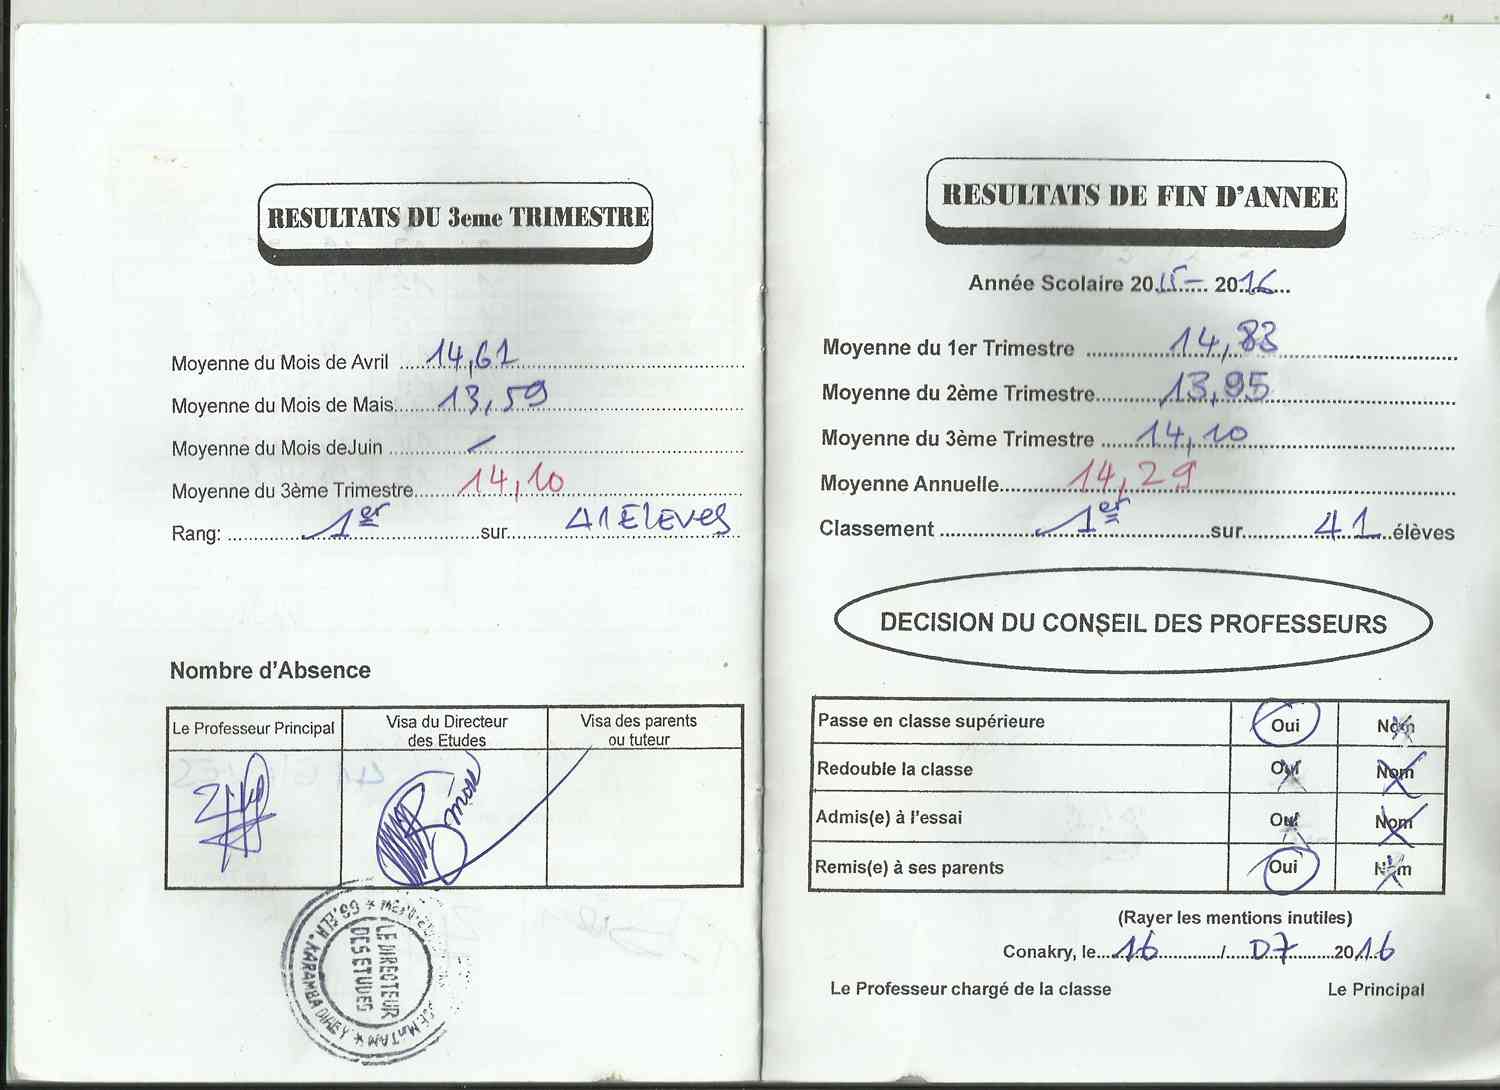 RESULTATS DU 3eme TRIMESTRE
Moyenne du Mois de Avril ...14,61
Moyenne du Mois de Mais...13,59
Moyenne du Mois deJuin ... —
Moyenne du 3ème Trimestre...14,10
Rang: ...1er...sur...41 ELEVES
Nombre d'Absence
Le Professeur Principal
Visa du Directeur
des Etudes
Visa des parents
ou tuteur
LE DIRECTEUR
DES ETUDES
RESULTATS DE FIN D'ANNEE
Année Scolaire 2015 – 2016
Moyenne du 1er Trimestre ...14,83
Moyenne du 2ème Trimestre...13,95
Moyenne du 3ème Trimestre ...14,10
Moyenne Annuelle...14,29
Classement ...1er...sur...41...élèves
DECISION DU CONSEIL DES PROFESSEURS
Passe en classe supérieure Oui Nom
Redouble la classe Oui Nom
Admis(e) à l'essai Oui Nom
Remis(e) à ses parents Oui Nom
(Rayer les mentions inutiles)
Conakry, le...16.../...07...2016
Le Professeur chargé de la classe Le Principal